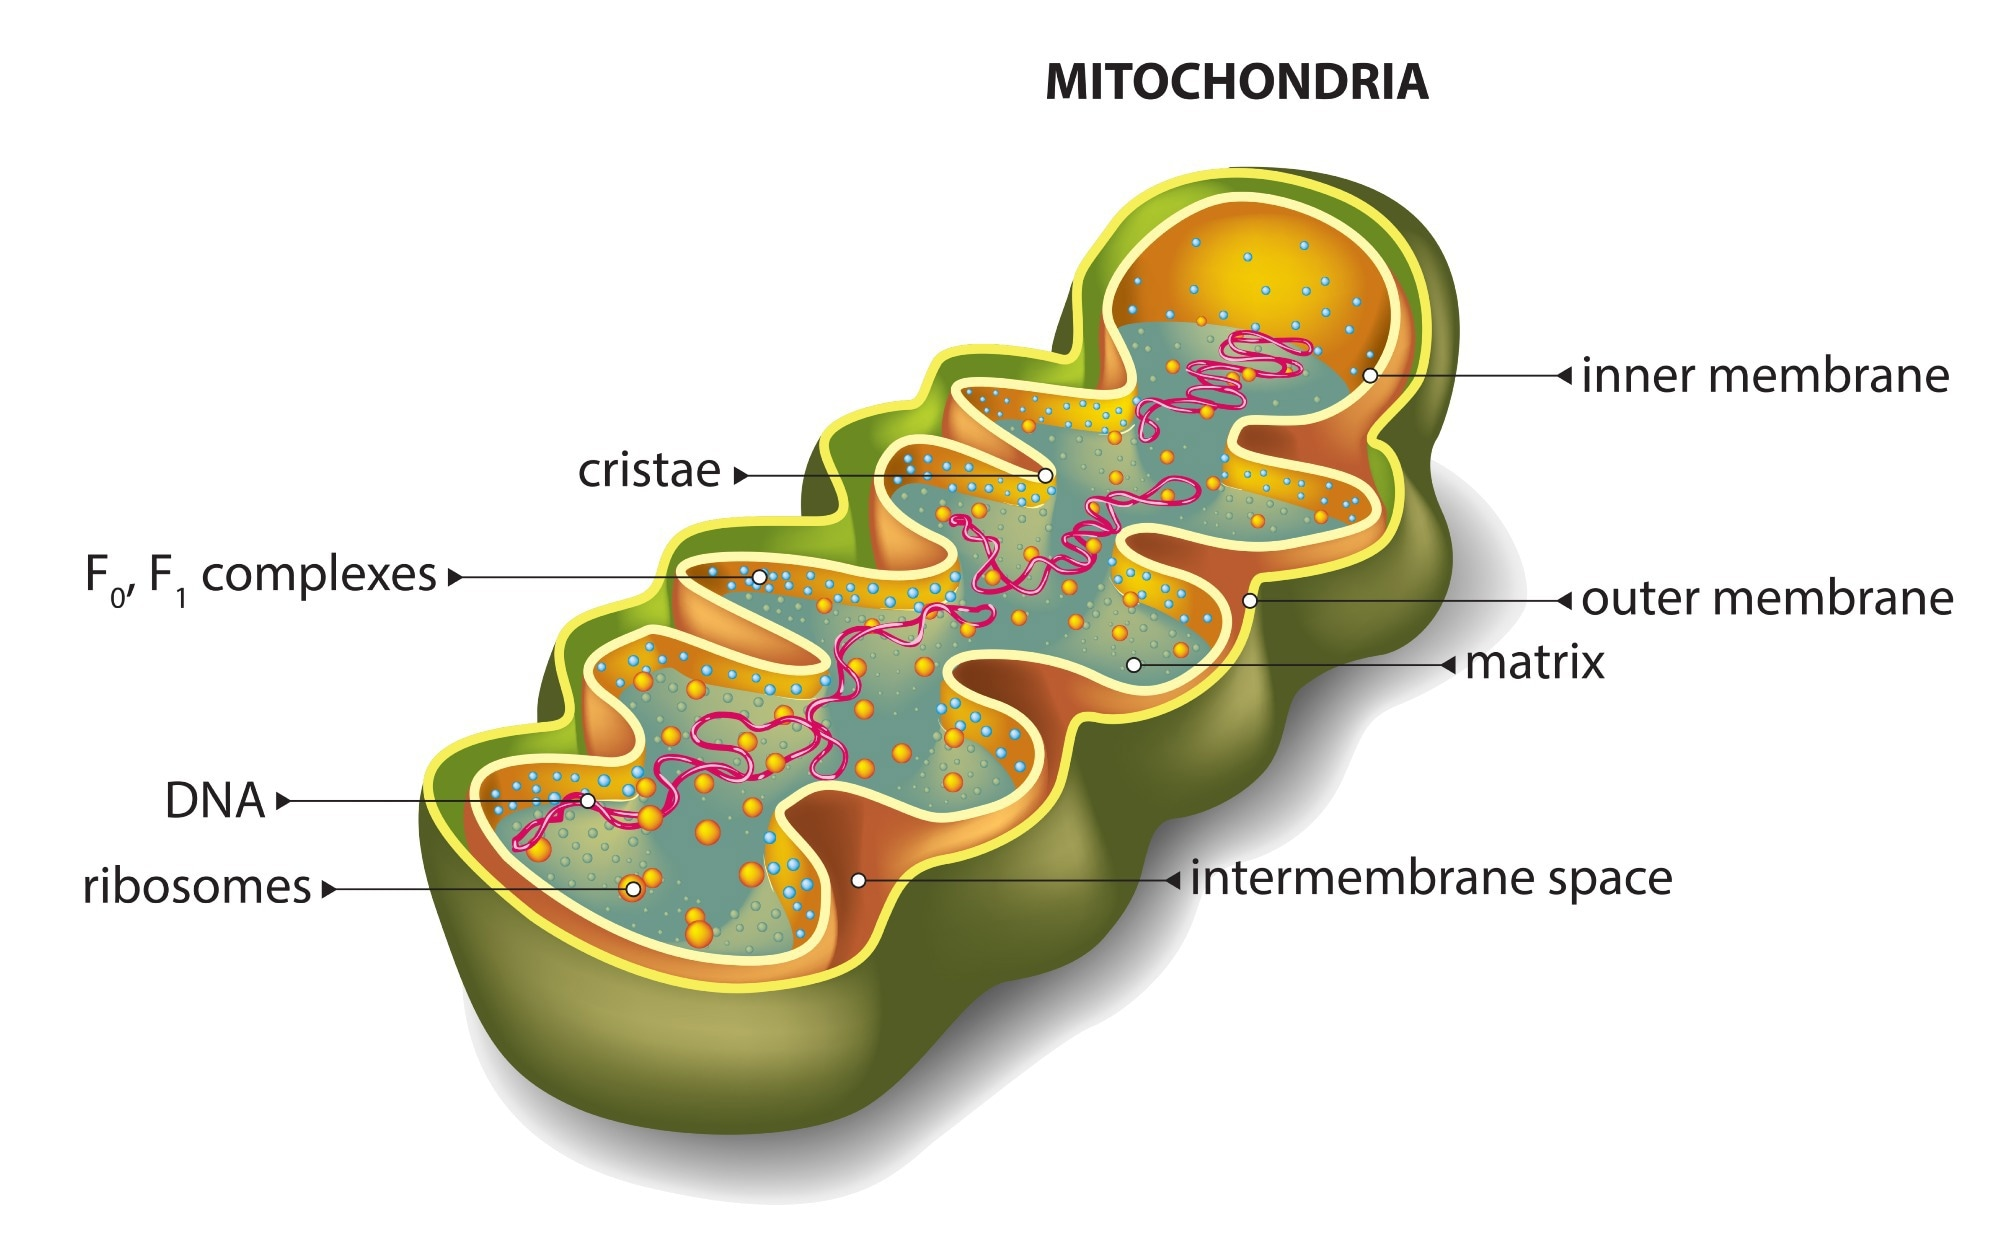 MITOCHONDRIA
inner membrane
cristae
F₀, F₁ complexes
outer membrane
matrix
DNA
intermembrane space
ribosomes